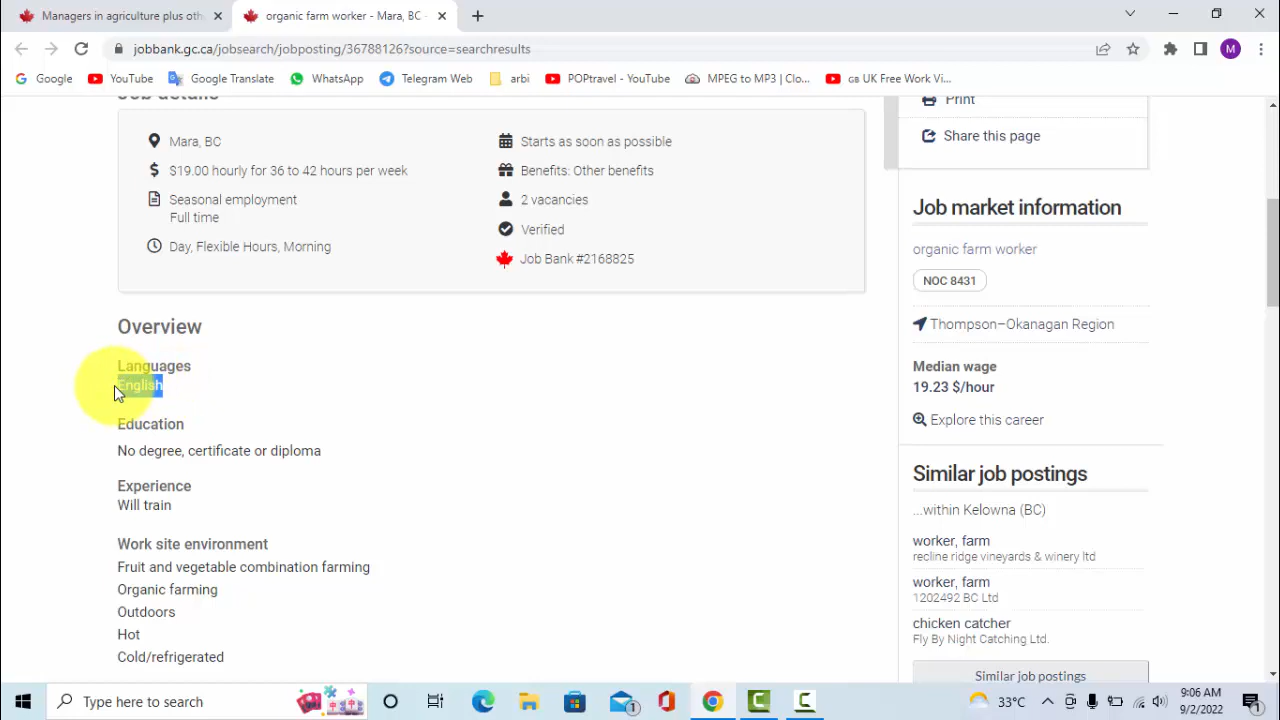 Managers in agriculture plus oth
organic farm worker - Mara, BC -
jobbank.gc.ca/jobsearch/jobposting/36788126?source=searchresults
M
Google
YouTube
Google Translate
WhatsApp
Telegram Web
arbi
POPtravel - YouTube
MPEG to MP3 | Clo...
GB UK Free Work Vi...
Job details
Mara, BC
$19.00 hourly for 36 to 42 hours per week
Seasonal employment
Full time
Day, Flexible Hours, Morning
Starts as soon as possible
Benefits: Other benefits
2 vacancies
Verified
Job Bank #2168825
Overview
Languages
English
Education
No degree, certificate or diploma
Experience
Will train
Work site environment
Fruit and vegetable combination farming
Organic farming
Outdoors
Hot
Cold/refrigerated
Print
Share this page
Job market information
organic farm worker
NOC 8431
Thompson–Okanagan Region
Median wage
19.23 $/hour
Explore this career
Similar job postings
...within Kelowna (BC)
worker, farm
recline ridge vineyards & winery ltd
worker, farm
1202492 BC Ltd
chicken catcher
Fly By Night Catching Ltd.
Similar job postings
Type here to search
1
33°C
9:06 AM
9/2/2022
1